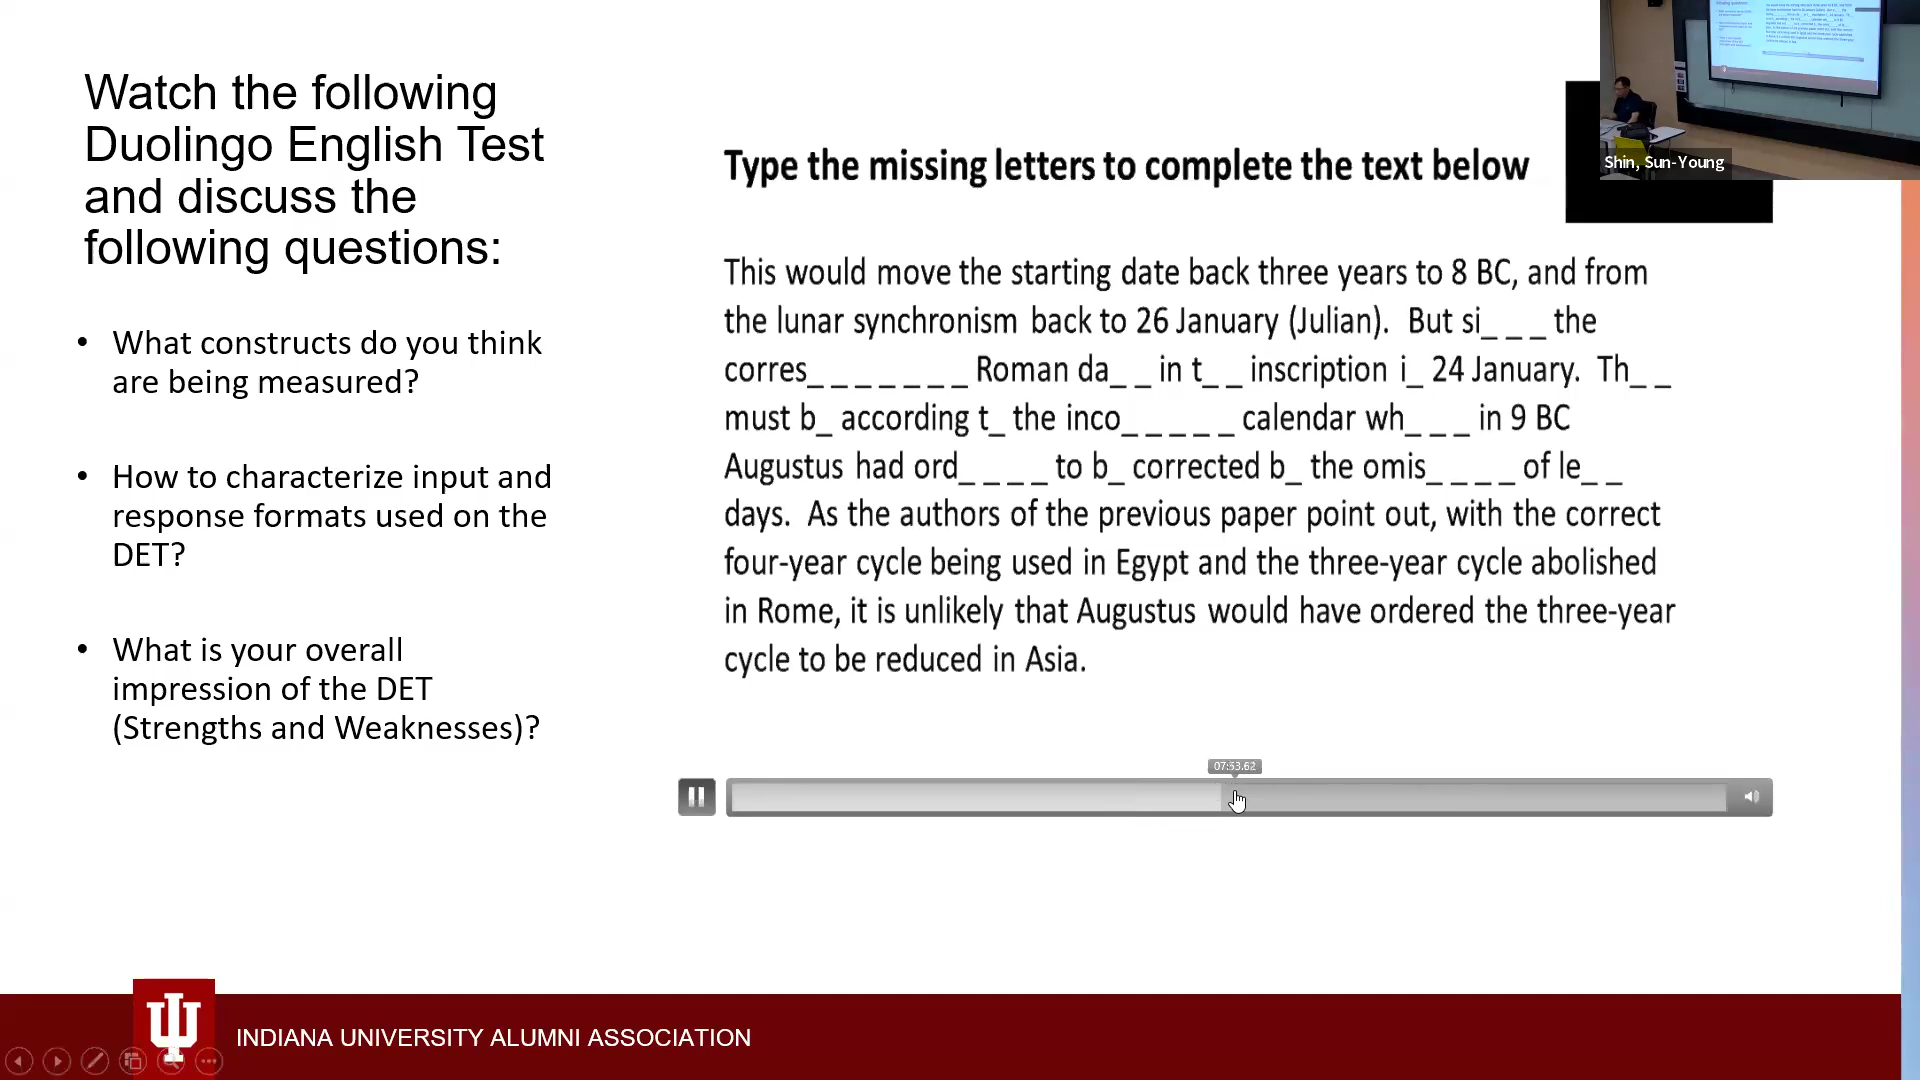 Watch the following
Duolingo English Test
and discuss the
following questions:
• What constructs do you think
are being measured?
• How to characterize input and
response formats used on the
DET?
• What is your overall
impression of the DET
(Strengths and Weaknesses)?
Type the missing letters to complete the text below
This would move the starting date back three years to 8 BC, and from
the lunar synchronism back to 26 January (Julian).  But si_ _ _ the
corres_ _ _ _ _ _ _ Roman da_ _ in t_ _ inscription i_ 24 January.  Th_ _
must b_ according t_ the inco_ _ _ _ _ calendar wh_ _ _ in 9 BC
Augustus had ord_ _ _ _ to b_ corrected b_ the omis_ _ _ _ of le_ _
days.  As the authors of the previous paper point out, with the correct
four-year cycle being used in Egypt and the three-year cycle abolished
in Rome, it is unlikely that Augustus would have ordered the three-year
cycle to be reduced in Asia.
07:53.62
Shin, Sun-Young
INDIANA UNIVERSITY ALUMNI ASSOCIATION